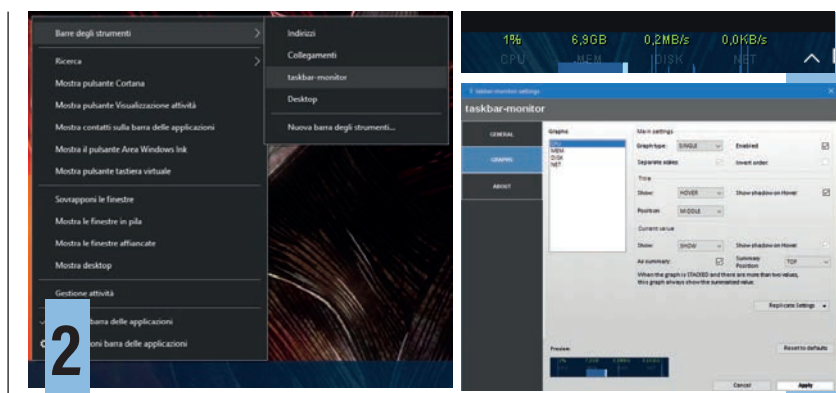 Barre degli strumenti
Ricerca
Mostra pulsante Cortana
Mostra pulsante Visualizzazione attività
Mostra contatti sulla barra delle applicazioni
Mostra il pulsante Area Windows Ink
Mostra pulsante tastiera virtuale
Sovrapponi le finestre
Mostra le finestre in pila
Mostra le finestre affiancate
Mostra desktop
Gestione attività
barra delle applicazioni
oni barra delle applicazioni
2
Indirizzi
Collegamenti
taskbar-monitor
Desktop
Nuova barra degli strumenti...
1% 6,9GB 0,2MB/s 0,0KB/s
CPU MEM DISK NET
taskbar-monitor settings
taskbar-monitor
GENERAL
GRAPHS
ABOUT
Graphs
CPU
MEM
DISK
NET
Main settings
Graph type: SINGLE Enabled
Separate scales Invert order
Title
Show: HOVER Show shadow on Hover
Position: MIDDLE
Current value
Show: SHOW Show shadow on Hover
As summary: Summary Position: TOP
When the graph is STACKED and there are more than two values,
this graph always show the summarized value.
Replicate Settings
Preview
Reset to defaults
Cancel Apply